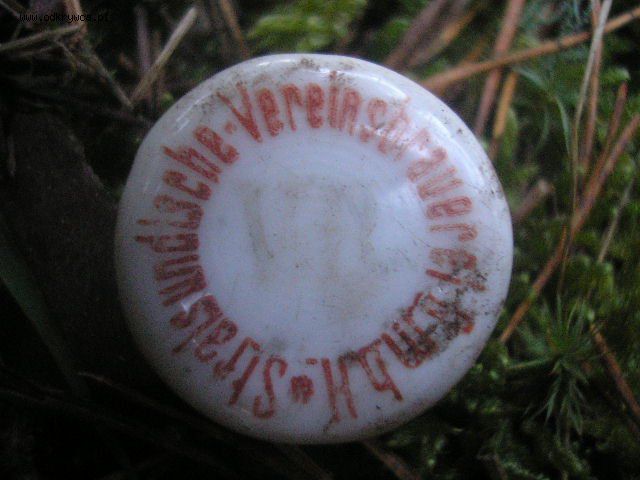 www.odkrywca.pl
Stralsundische-Vereinsbrauerei G.m.b.H. *